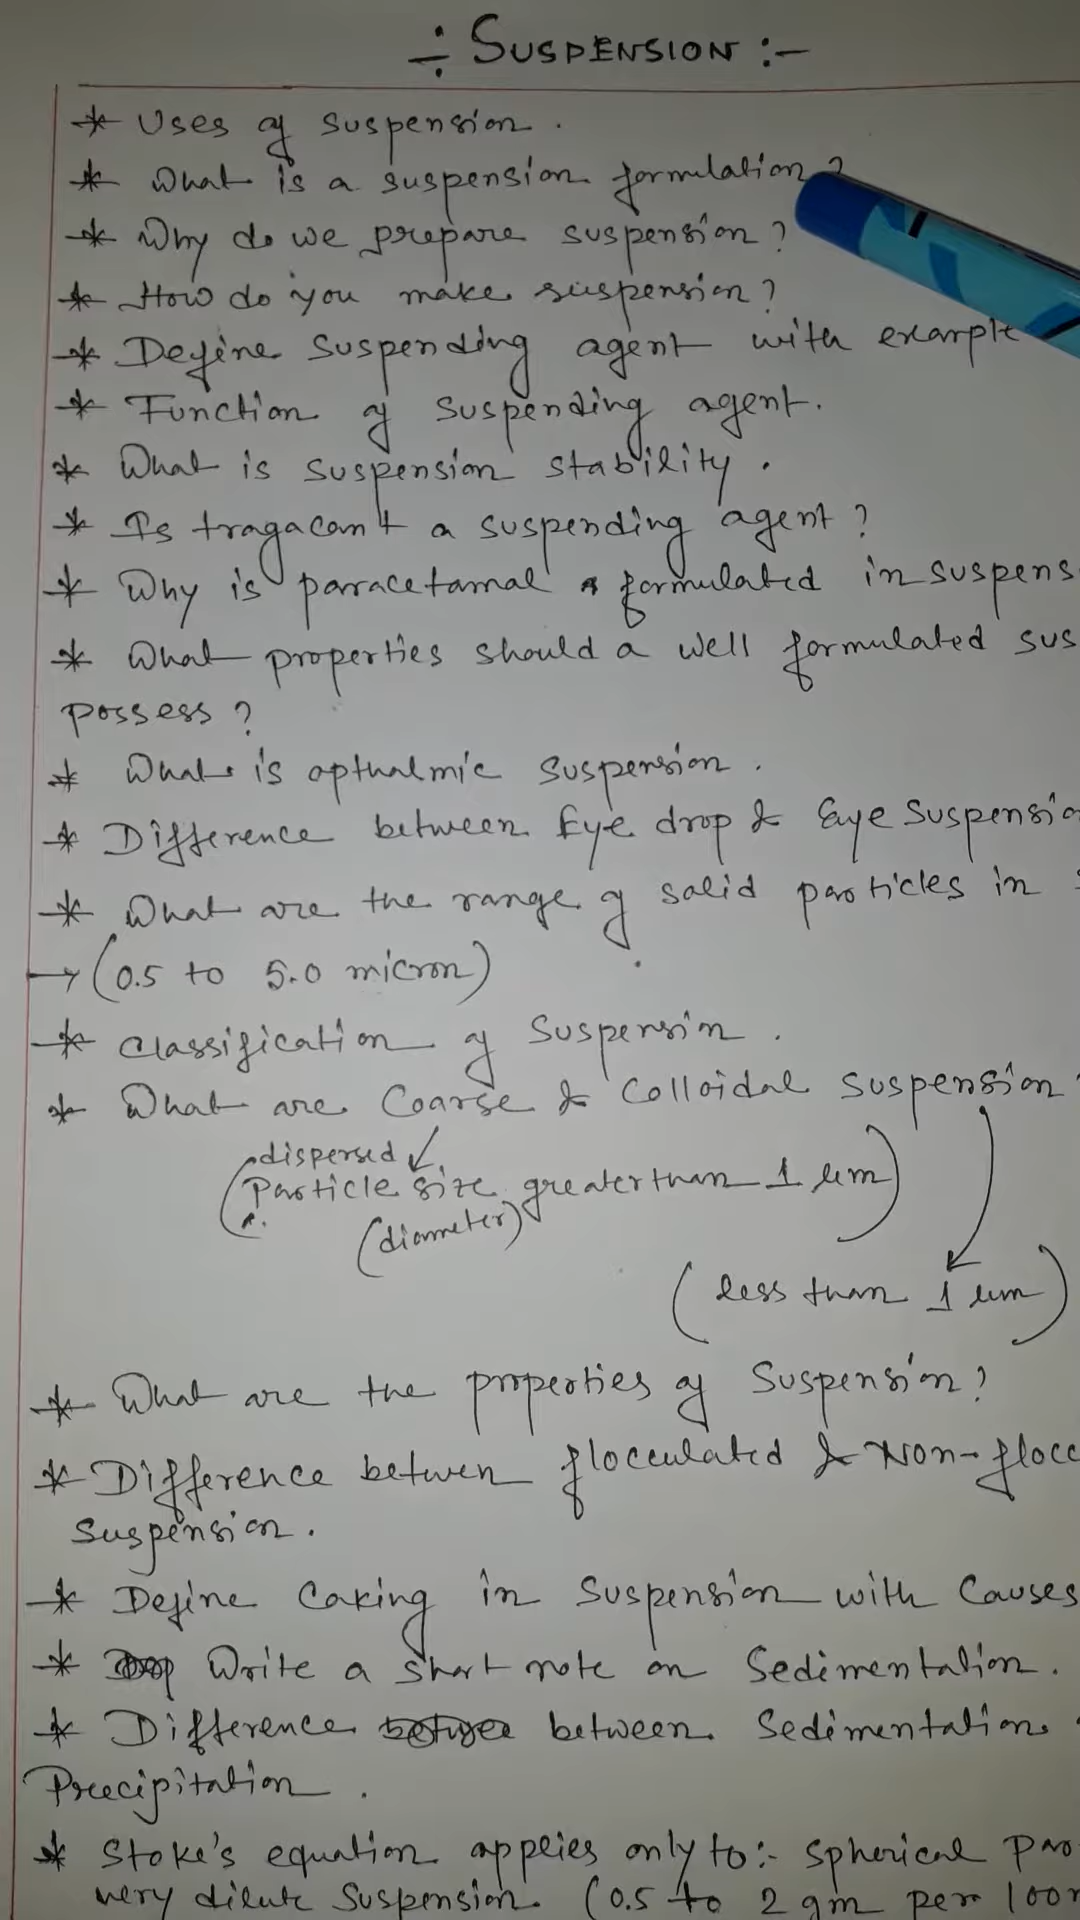 ÷ SUSPENSION :-
* Uses of suspension.
* What is a suspension formulation?
* Why do we prepare suspension?
* How do you make suspension?
* Define suspending agent with example
* Function of suspending agent.
* What is suspension stability.
* Is tragacant a suspending agent?
* Why is paracetamal formulated in suspens
* What properties should a well formulated sus
possess?
* What is opthalmic suspension.
* Difference between Eye drop & Eye suspensio
* What are the range of solid particles in
→ (0.5 to 5.0 micron)
* Classification of Suspension.
* What are Coarse & Colloidal suspension
dispersed
(Particle size greater than 1 µm)
(diameter)
(less than 1 µm)
* What are the properties of Suspension?
* Difference betwen flocculated & Non-flocc
Suspension.
* Define Caking in Suspension with Causes
* Write a short note on Sedimentation.
* Difference between Sedimentation
Precipitation.
* Stoke's equation applies only to:- Spherical Par
very dilute Suspension. (0.5 to 2 gm per 100m